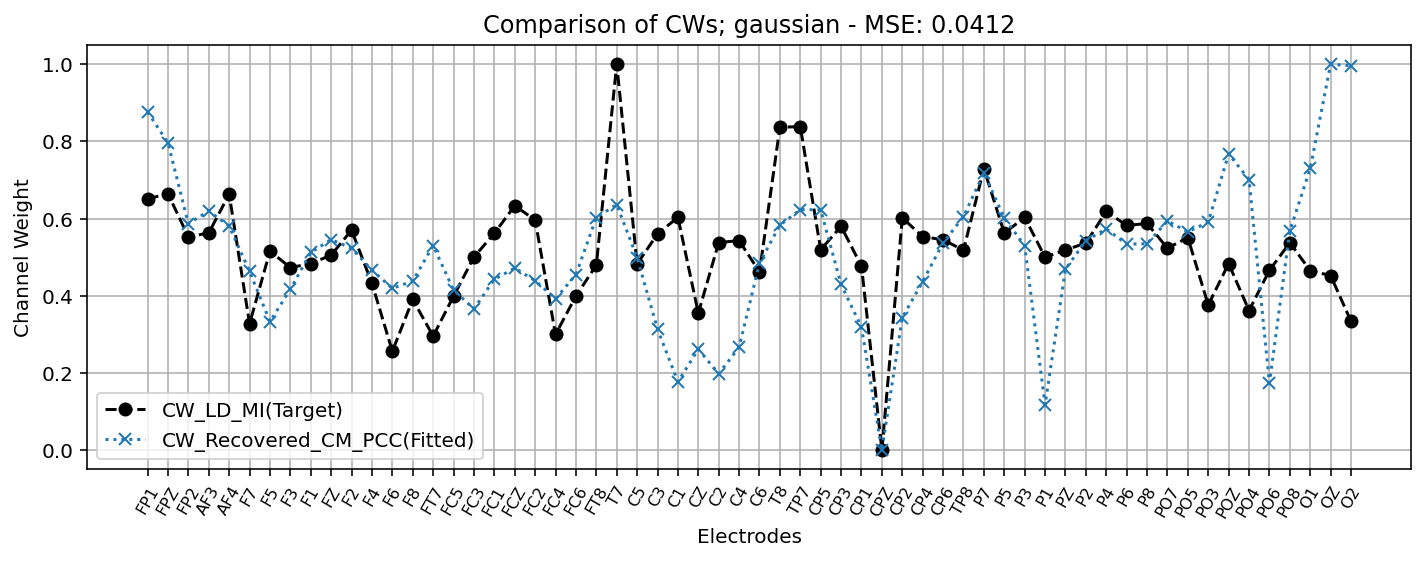 Comparison of CWs; gaussian - MSE: 0.0412
Channel Weight
1.0
0.8
0.6
0.4
0.2
0.0
CW_LD_MI(Target)
CW_Recovered_CM_PCC(Fitted)
FP1 FPZ FP2 AF3 AF4 F7 F5 F3 F1 FZ F2 F4 F6 F8 FT7 FC5 FC3 FC1 FCZ FC2 FC4 FC6 FT8 T7 C5 C3 C1 CZ C2 C4 C6 T8 TP7 CP5 CP3 CP1 CPZ CP2 CP4 CP6 TP8 P7 P5 P3 P1 PZ P2 P4 P6 P8 PO7 PO5 PO3 POZ PO4 PO6 PO8 O1 OZ O2
Electrodes